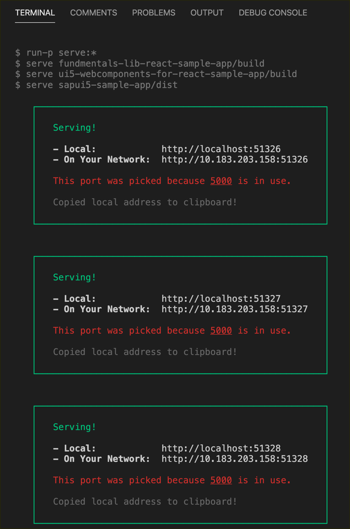 TERMINAL COMMENTS PROBLEMS OUTPUT DEBUG CONSOLE
$ run-p serve:*
$ serve fundmentals-lib-react-sample-app/build
$ serve ui5-webcomponents-for-react-sample-app/build
$ serve sapui5-sample-app/dist
Serving!
– Local: http://localhost:51326
– On Your Network: http://10.183.203.158:51326
This port was picked because 5000 is in use.
Copied local address to clipboard!
Serving!
– Local: http://localhost:51327
– On Your Network: http://10.183.203.158:51327
This port was picked because 5000 is in use.
Copied local address to clipboard!
Serving!
– Local: http://localhost:51328
– On Your Network: http://10.183.203.158:51328
This port was picked because 5000 is in use.
Copied local address to clipboard!